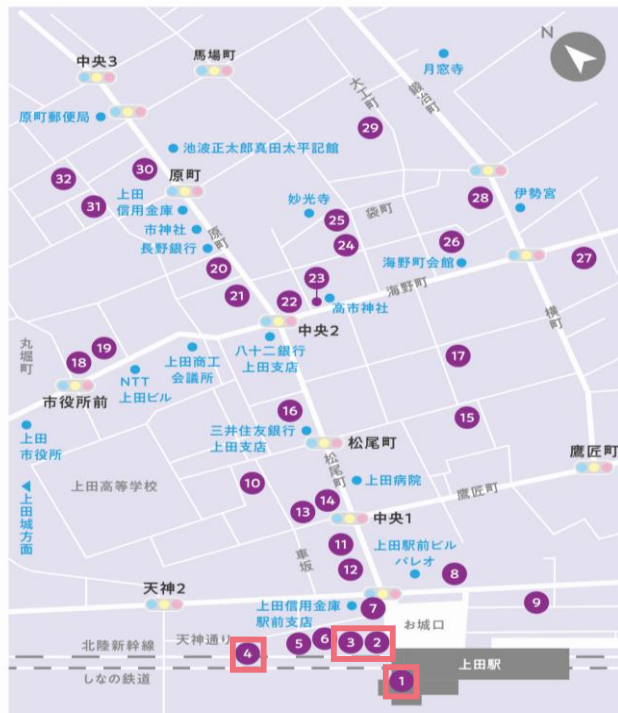 N
中央3
馬場町
月窓寺
大工町
鍛冶町
原町郵便局
29
池波正太郎真田太平記館
30
32
原町
28
31
上田
信用金庫
妙光寺
伊勢宮
25
袋町
市神社
原町
長野銀行
24
26
海野町会館
20
23
海野町
27
21
22
高市神社
横町
中央2
丸堀町
19
上田商工
会議所
八十二銀行
上田支店
18
17
NTT
上田ビル
市役所前
16
15
上田
市役所
三井住友銀行
上田支店
松尾町
松尾町
鷹匠町
上田高等学校
10
上田病院
鷹匠町
14
13
中央1
◀上田城方面
11
車坂
上田駅前ビル
パレオ
12
8
天神2
上田信用金庫
駅前支店
7
9
お城口
天神通り
北陸新幹線
5
6
3
2
4
上田駅
しなの鉄道
1